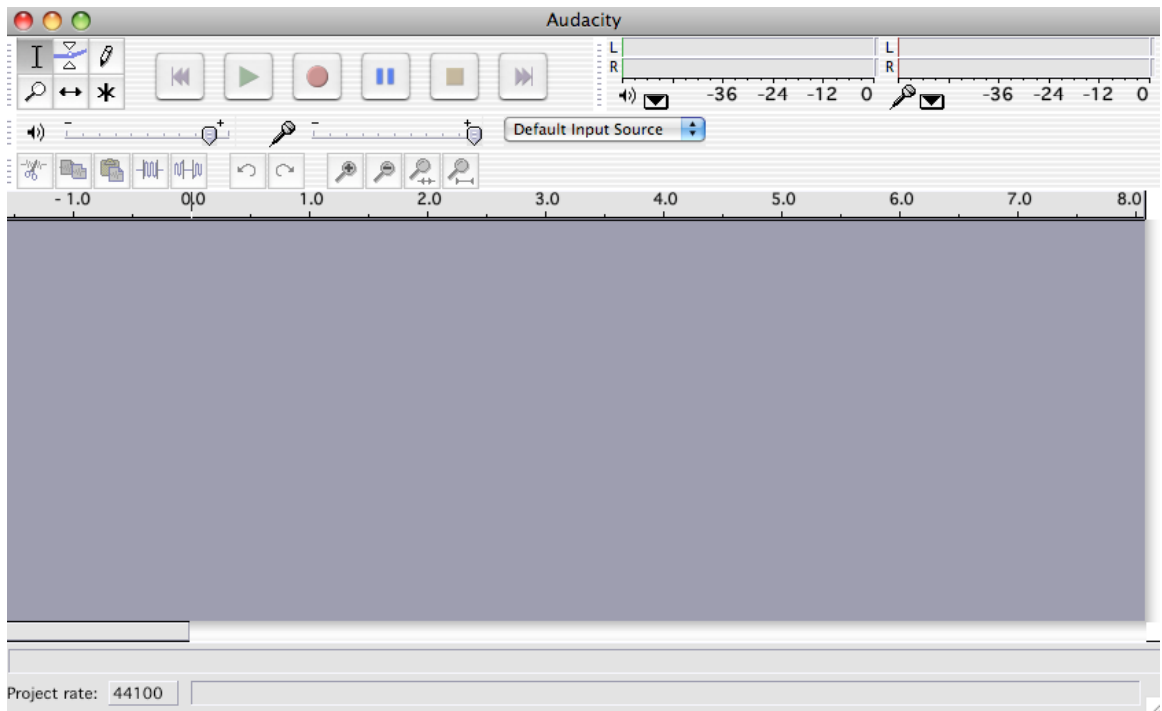 Audacity
L
R
-36 -24 -12 0
L
R
-36 -24 -12 0
Default Input Source
- 1.0 0.0 1.0 2.0 3.0 4.0 5.0 6.0 7.0 8.0
Project rate: 44100